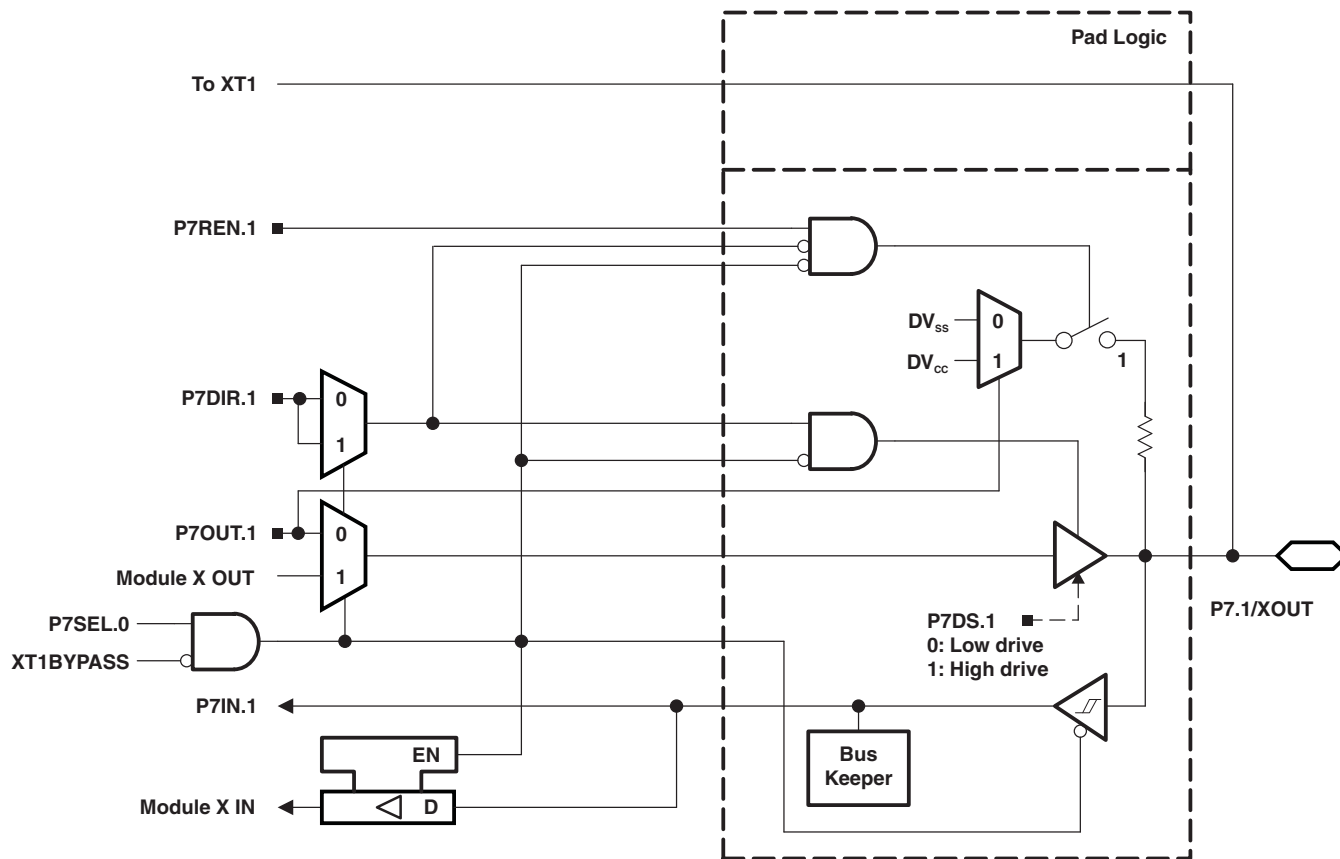 Pad Logic
To XT1
P7REN.1
DVss
0
DVcc
1
1
P7DIR.1
0
1
P7OUT.1
0
Module X OUT
1
P7SEL.0
XT1BYPASS
P7DS.1
0: Low drive
1: High drive
P7.1/XOUT
P7IN.1
EN
Bus
Keeper
Module X IN
D